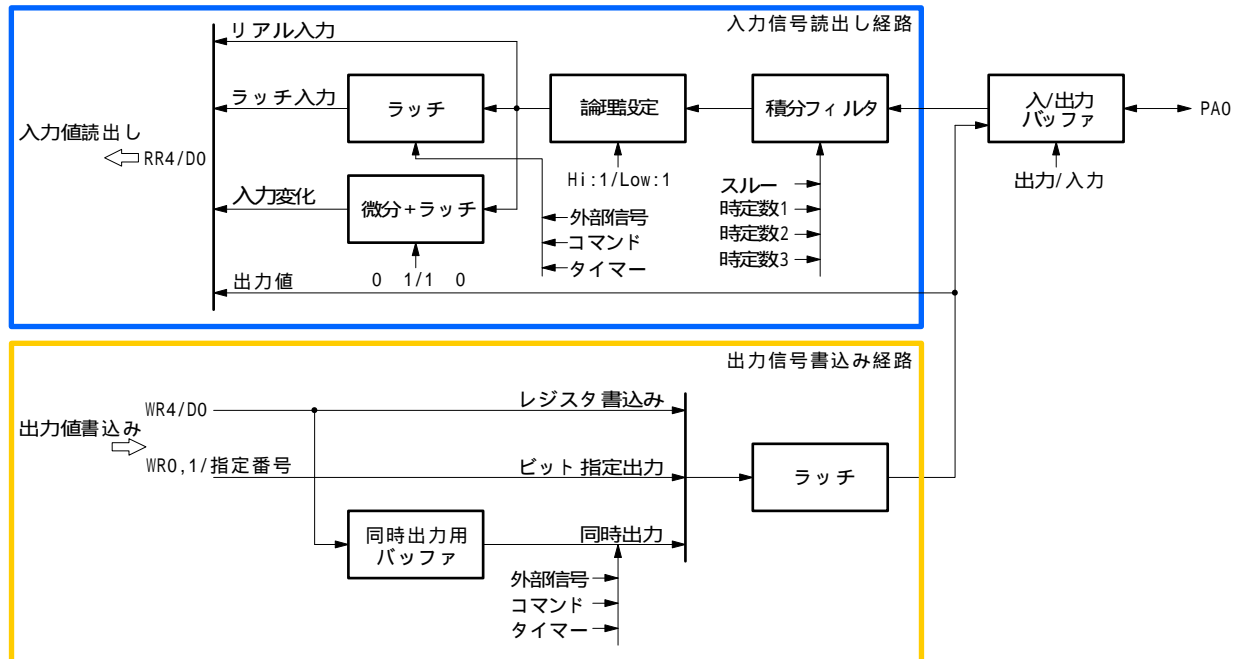 入力信号読出し経路
リアル入力
ラッチ入力
ラッチ
論理設定
積分フィルタ
入/出力
バッファ
PA0
入力値読出し
RR4/D0
Hi:1/Low:1
出力/入力
入力変化
微分+ラッチ
外部信号
コマンド
タイマー
スルー
時定数1
時定数2
時定数3
出力値
0 1/1 0
出力信号書込み経路
WR4/D0
レジスタ書込み
出力値書込み
WR0,1/指定番号
ビット指定出力
ラッチ
同時出力用
バッファ
同時出力
外部信号
コマンド
タイマー